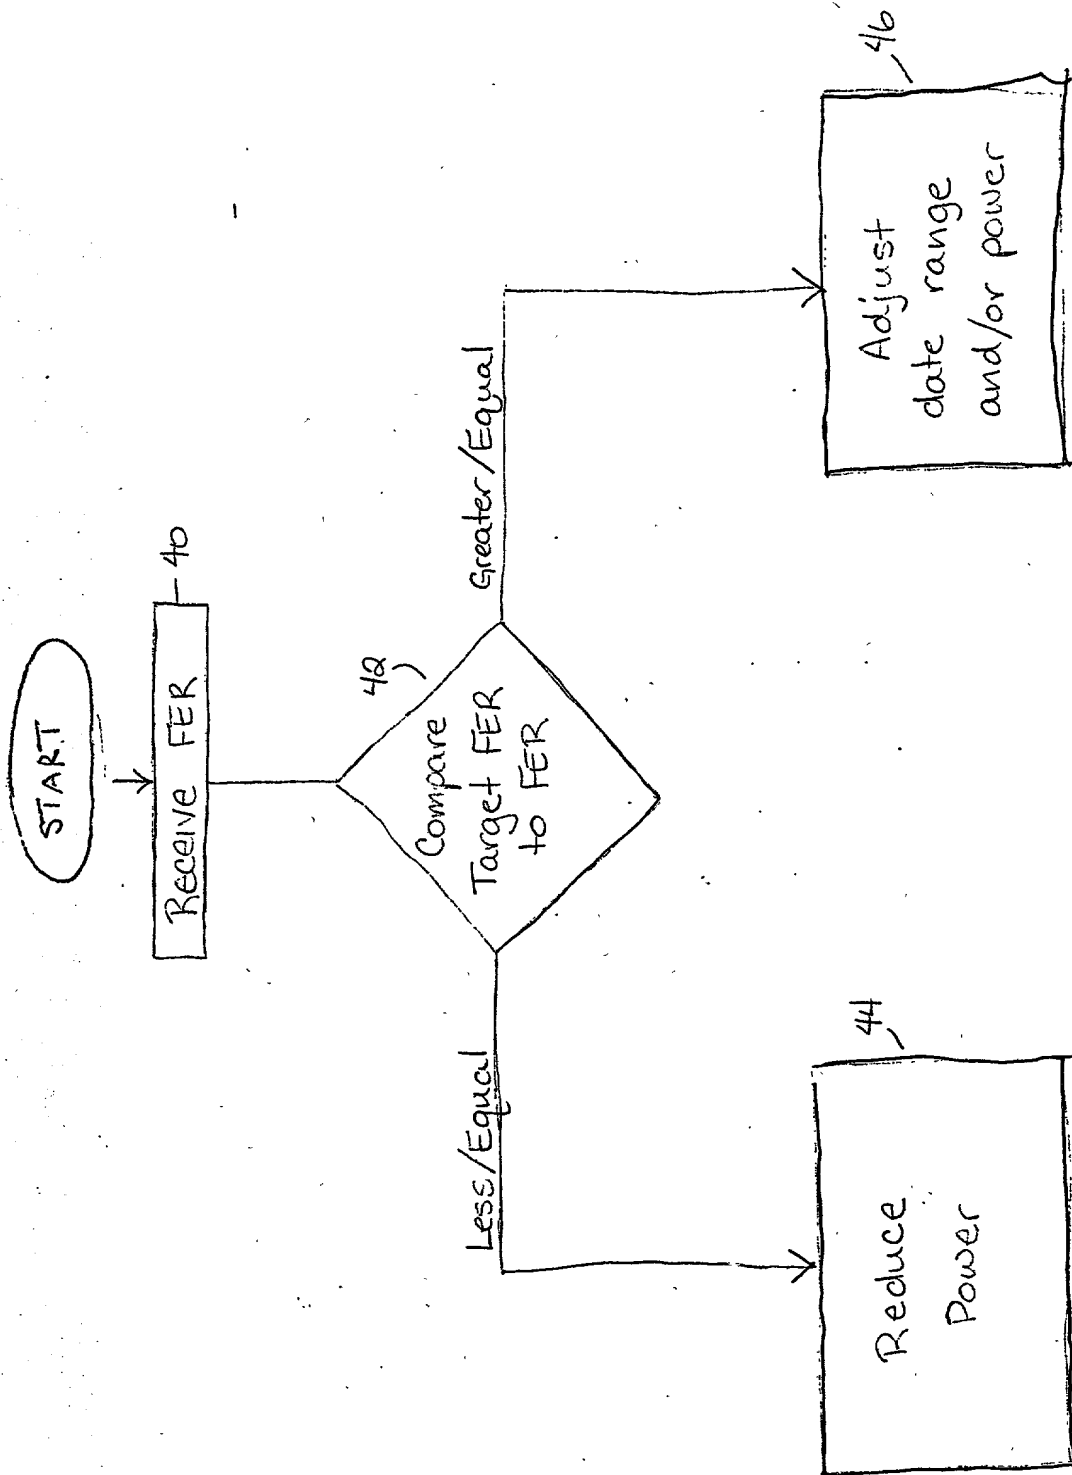 START
Receive FER
40
42
Compare
Target FER
to FER
Less/Equal
Greater/Equal
44
Reduce
Power
46
Adjust
date range
and/or power